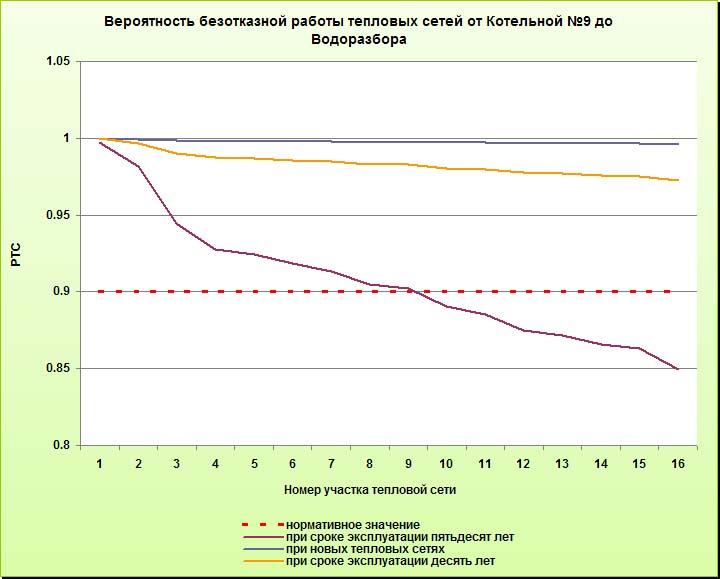 Вероятность безотказной работы тепловых сетей от Котельной №9 до
Водоразбора
1.05
1
0.95
0.9
0.85
0.8
РТС
1 2 3 4 5 6 7 8 9 10 11 12 13 14 15 16
Номер участка тепловой сети
нормативное значение
при сроке эксплуатации пятьдесят лет
при новых тепловых сетях
при сроке эксплуатации десять лет